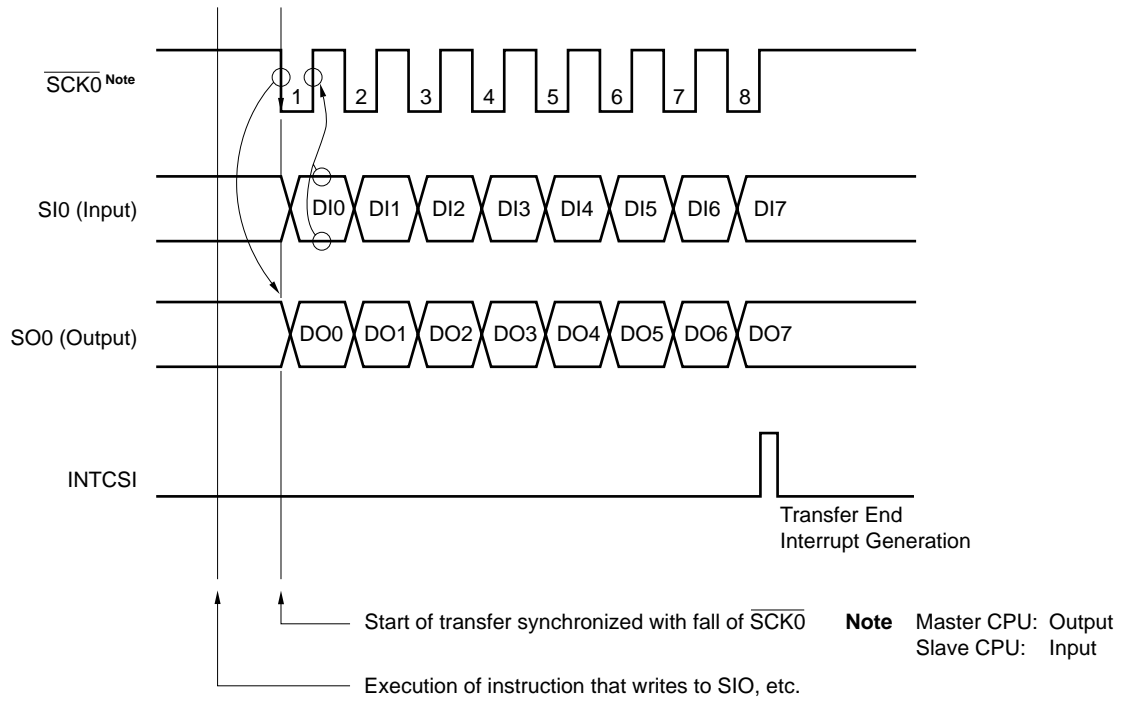 SCK0 Note
1 2 3 4 5 6 7 8
SI0 (Input)
DI0 DI1 DI2 DI3 DI4 DI5 DI6 DI7
SO0 (Output)
DO0 DO1 DO2 DO3 DO4 DO5 DO6 DO7
INTCSI
Transfer End
Interrupt Generation
Start of transfer synchronized with fall of SCK0
Note Master CPU: Output
Slave CPU: Input
Execution of instruction that writes to SIO, etc.